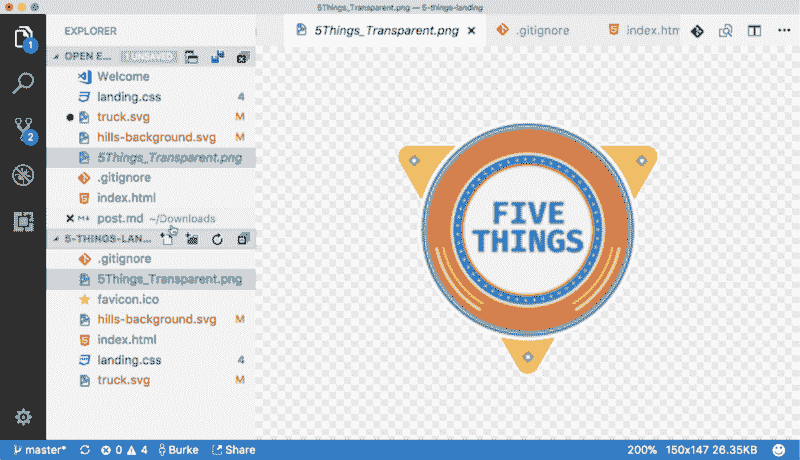 5Things_Transparent.png — 5-things-landing
EXPLORER
OPEN E... 1 UNSAVED
Welcome
landing.css 4
truck.svg M
hills-background.svg M
5Things_Transparent.png
.gitignore
index.html
M↓ post.md ~/Downloads
5-THINGS-LAN...
.gitignore
5Things_Transparent.png
favicon.ico
hills-background.svg M
index.html
landing.css 4
truck.svg M
1
2
5Things_Transparent.png .gitignore index.htm
FIVE
THINGS
master* 0 4 Burke Share 200% 150x147 26.35KB